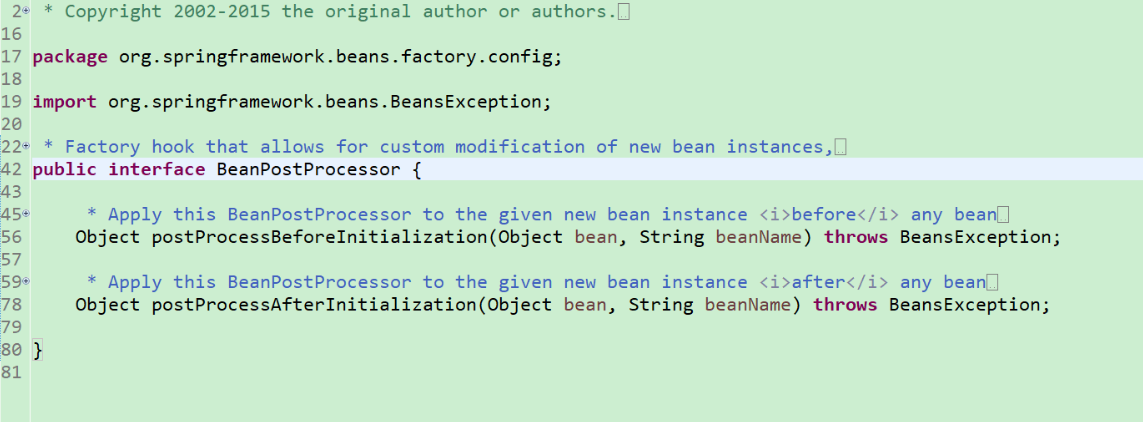 2 * Copyright 2002-2015 the original author or authors.
16
17 package org.springframework.beans.factory.config;
18
19 import org.springframework.beans.BeansException;
20
22 * Factory hook that allows for custom modification of new bean instances,
42 public interface BeanPostProcessor {
43
45 * Apply this BeanPostProcessor to the given new bean instance <i>before</i> any bean
56 Object postProcessBeforeInitialization(Object bean, String beanName) throws BeansException;
57
59 * Apply this BeanPostProcessor to the given new bean instance <i>after</i> any bean
78 Object postProcessAfterInitialization(Object bean, String beanName) throws BeansException;
79
80 }
81